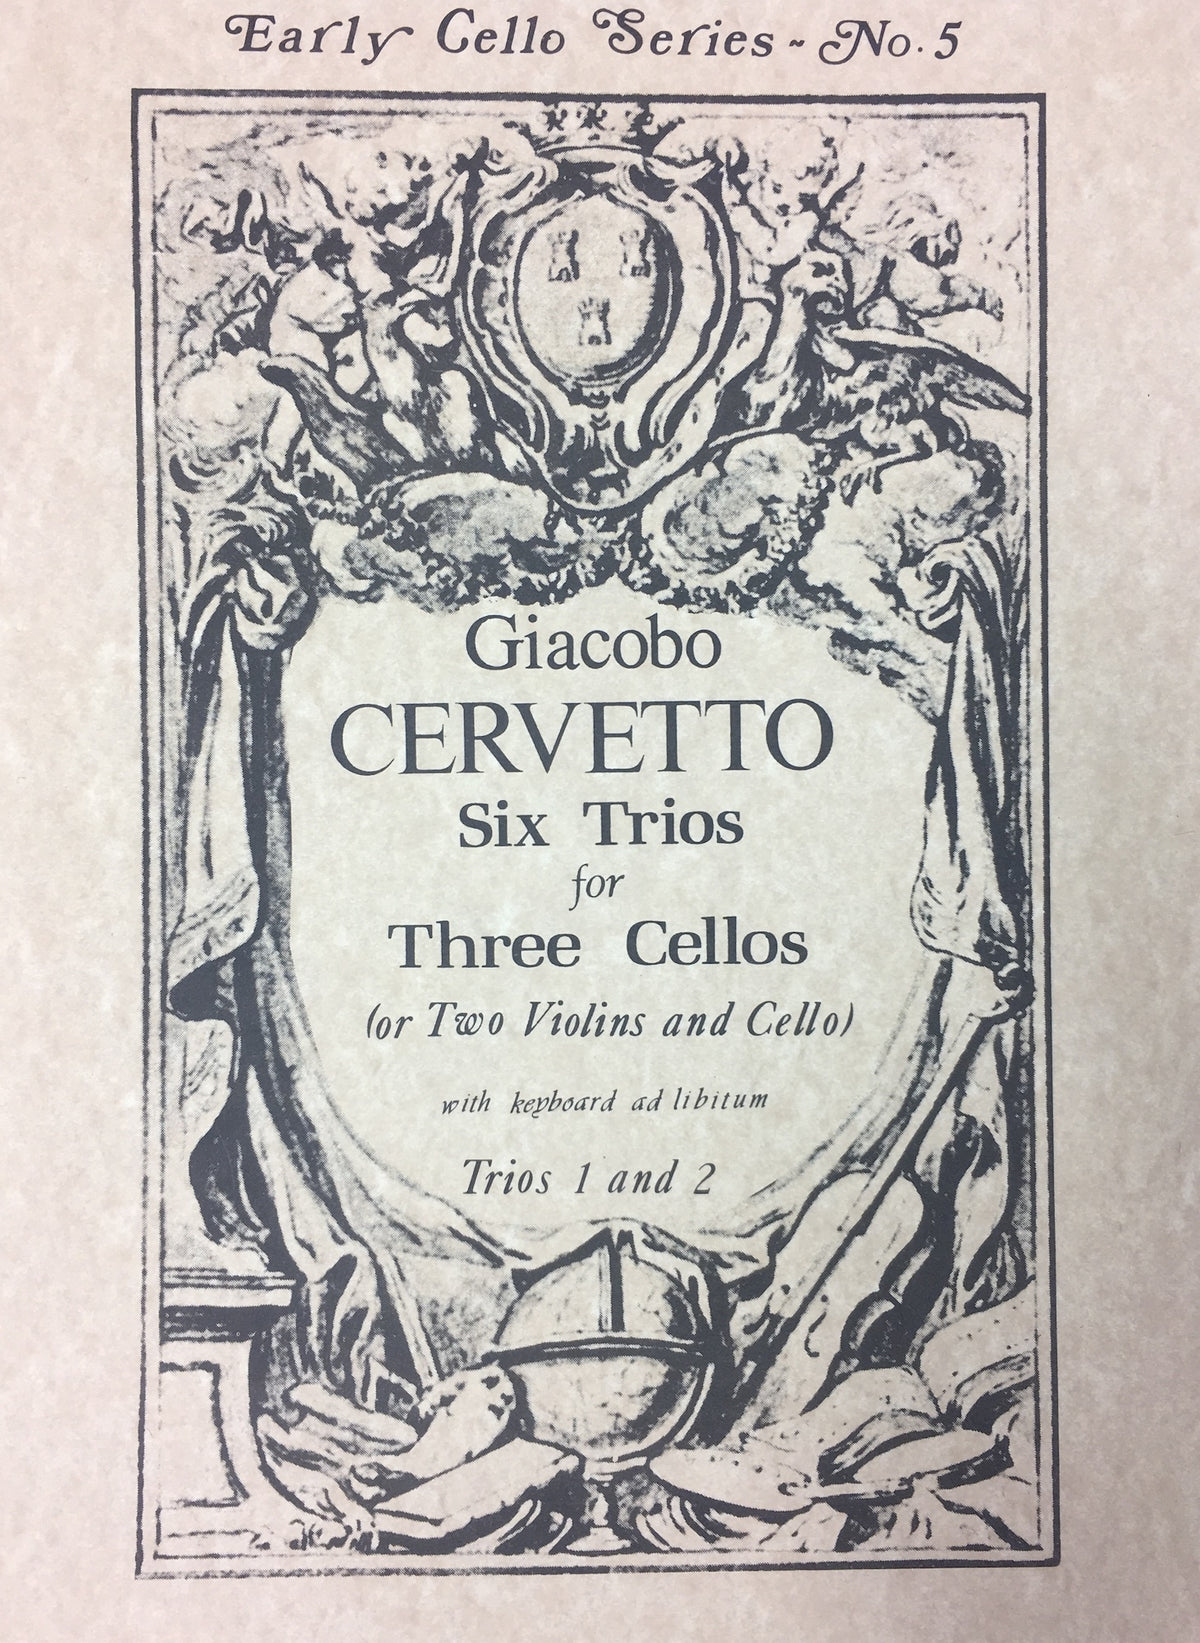 Early Cello Series ~ No. 5
Giacobo
CERVETTO
Six Trios
for
Three Cellos
(or Two Violins and Cello)
with keyboard ad libitum
Trios 1 and 2